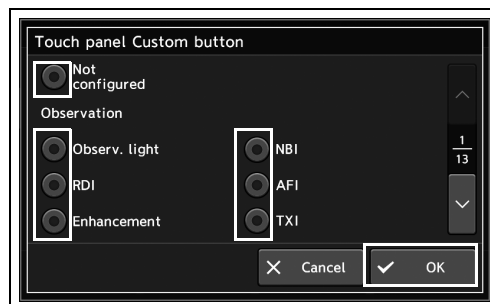 Touch panel Custom button
Not
configured
Observation
Observ. light
NBI
1
13
RDI
AFI
Enhancement
TXI
Cancel
OK